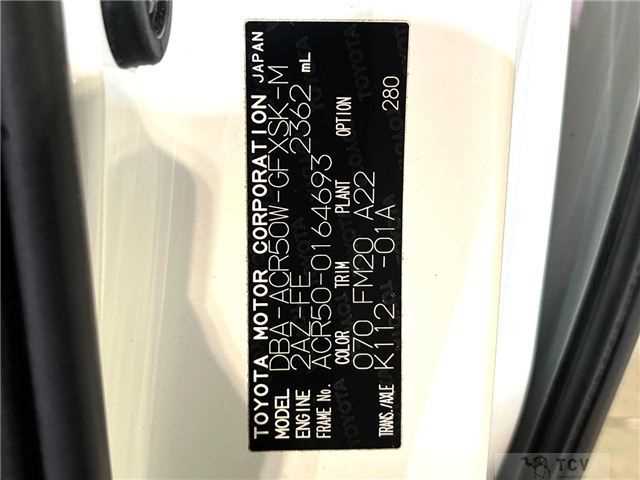 TOYOTA MOTOR CORPORATION JAPAN
MODEL DBA-ACR50W-GFXSK-M
ENGINE 2AZ-FE 2362 mL
FRAME No. ACR50-0164693
COLOR TRIM PLANT OPTION
070 FM20 A22 280
TRANS./AXLE K112 -01A
TCV